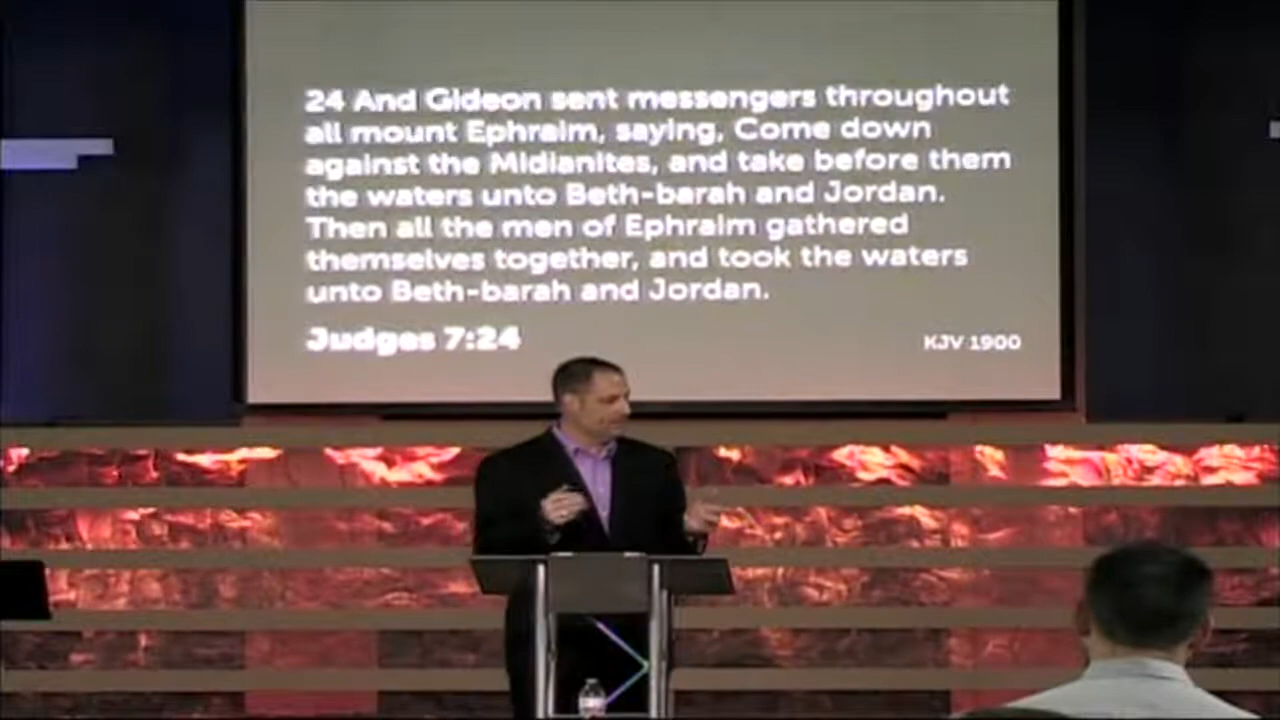 24 And Gideon sent messengers throughout
all mount Ephraim, saying, Come down
against the Midianites, and take before them
the waters unto Beth-barah and Jordan.
Then all the men of Ephraim gathered
themselves together, and took the waters
unto Beth-barah and Jordan.
Judges 7:24
KJV 1900